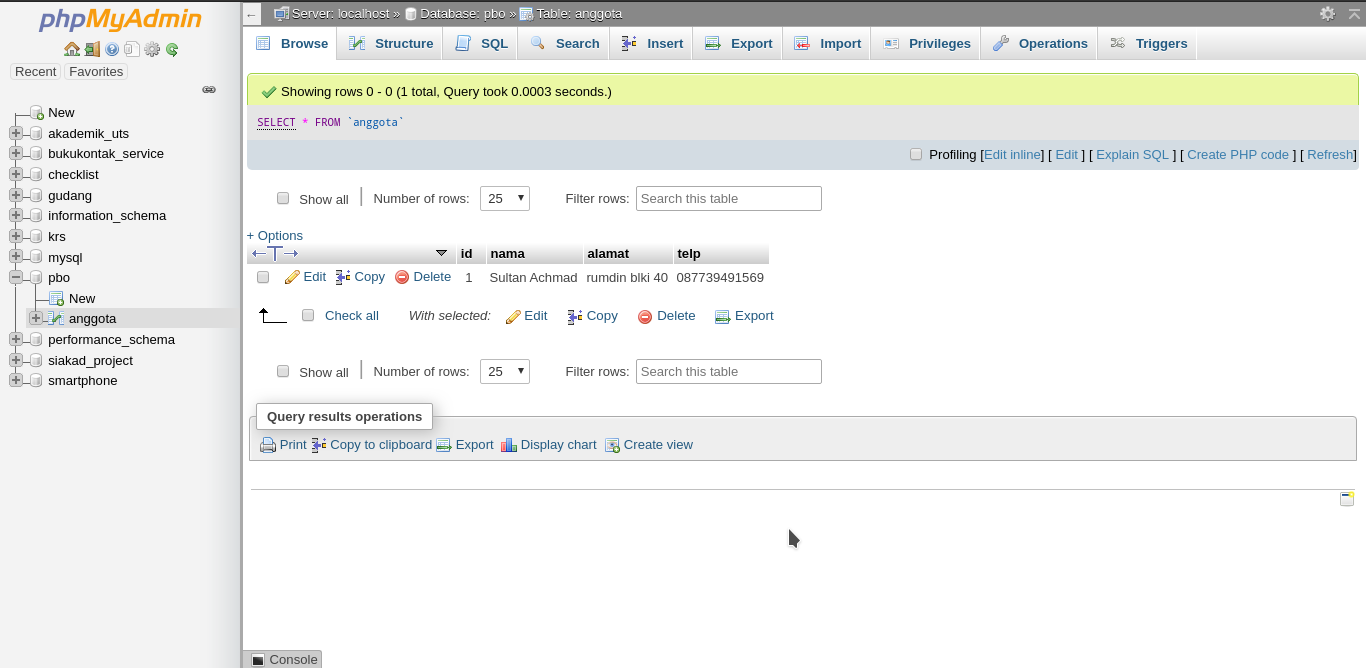 phpMyAdmin
Recent Favorites
New
akademik_uts
bukukontak_service
checklist
gudang
information_schema
krs
mysql
pbo
New
anggota
performance_schema
siakad_project
smartphone
Server: localhost » Database: pbo » Table: anggota
Browse Structure SQL Search Insert Export Import Privileges Operations Triggers
Showing rows 0 - 0 (1 total, Query took 0.0003 seconds.)
SELECT * FROM `anggota`
Profiling [Edit inline] [ Edit ] [ Explain SQL ] [ Create PHP code ] [ Refresh]
Show all Number of rows: 25 Filter rows: Search this table
+ Options
id nama alamat telp
Edit Copy Delete 1 Sultan Achmad rumdin blki 40 087739491569
Check all With selected: Edit Copy Delete Export
Show all Number of rows: 25 Filter rows: Search this table
Query results operations
Print Copy to clipboard Export Display chart Create view
Console